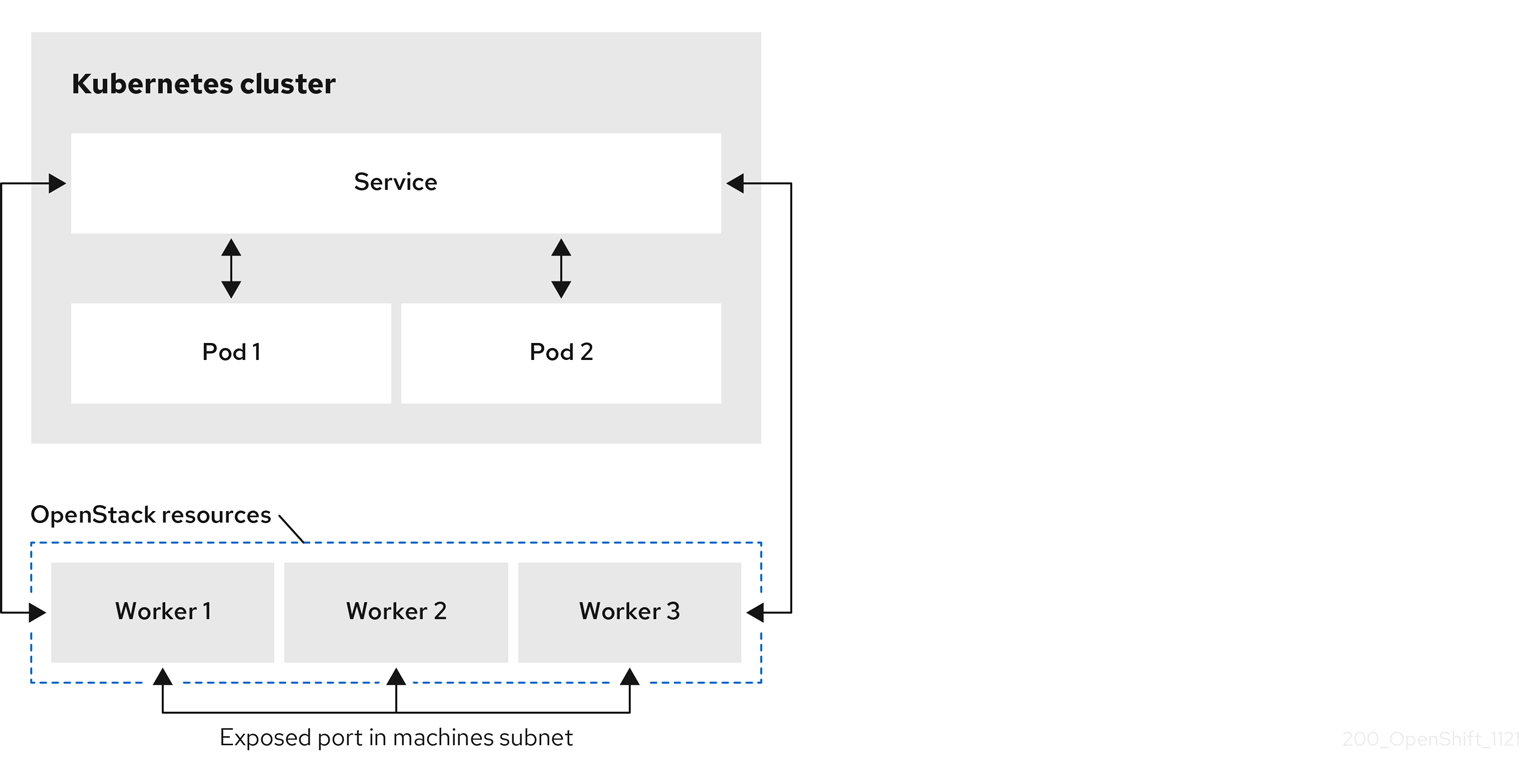 Kubernetes cluster
Service
Pod 1
Pod 2
OpenStack resources
Worker 1
Worker 2
Worker 3
Exposed port in machines subnet
200_OpenShift_1121